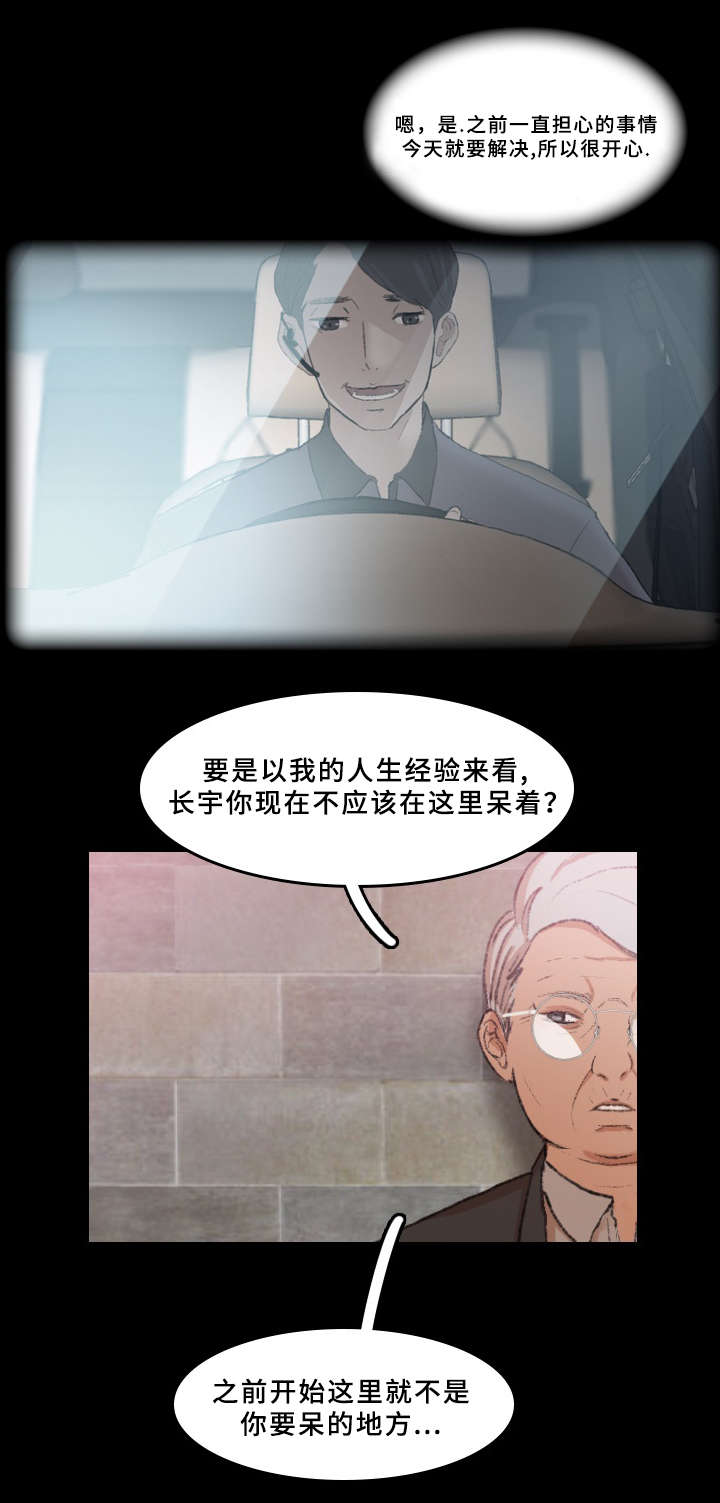 嗯，是.之前一直担心的事情
今天就要解决,所以很开心.
要是以我的人生经验来看,
长宇你现在不应该在这里呆着?
之前开始这里就不是
你要呆的地方...